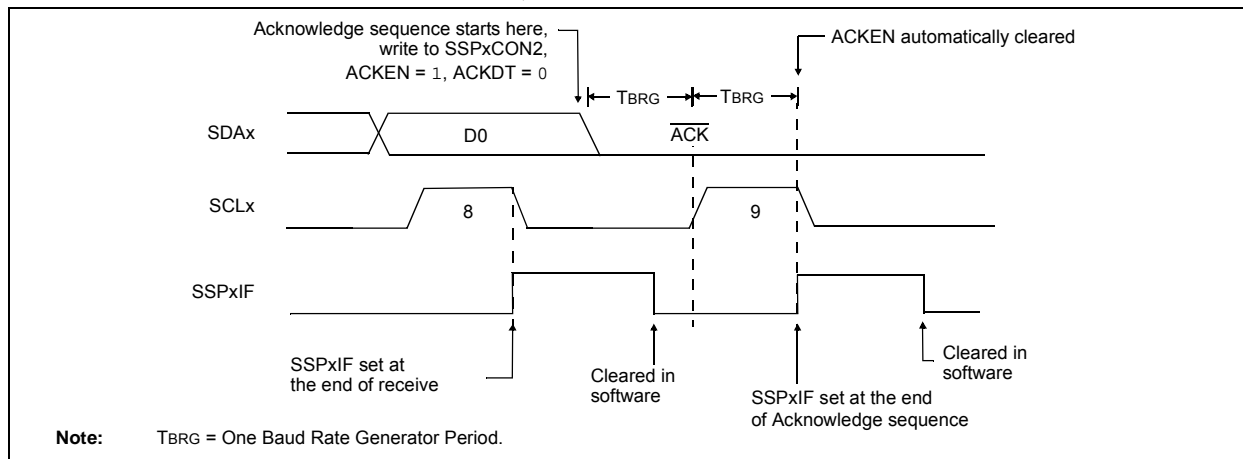 Acknowledge sequence starts here,
write to SSPxCON2,
ACKEN = 1, ACKDT = 0
ACKEN automatically cleared
TBRG
TBRG
SDAx
D0
ACK
SCLx
8
9
SSPxIF
SSPxIF set at
the end of receive
Cleared in
software
SSPxIF set at the end
of Acknowledge sequence
Cleared in
software
Note: TBRG = One Baud Rate Generator Period.